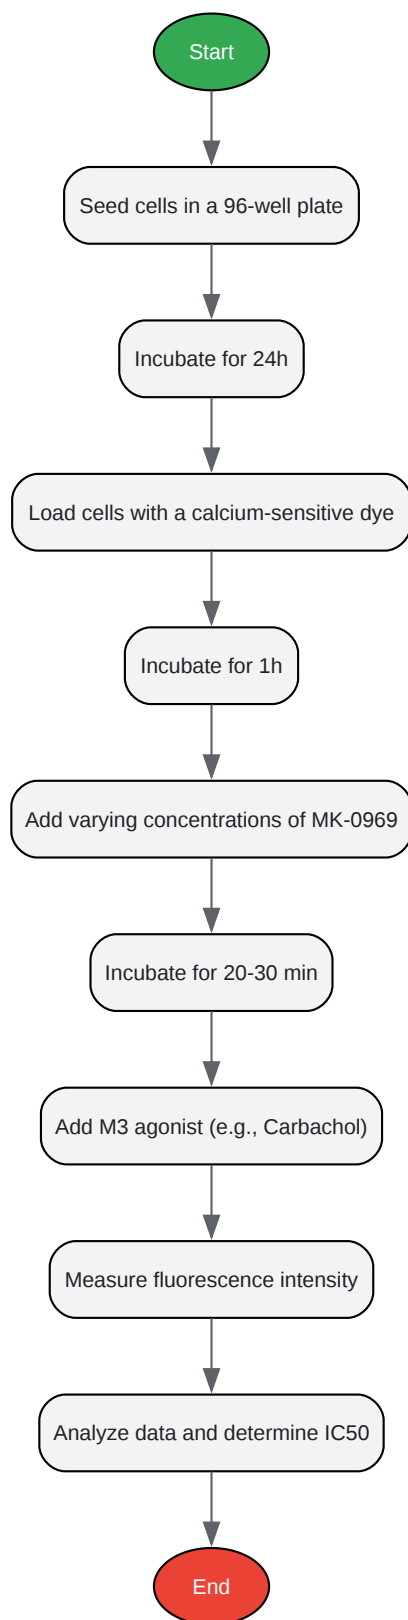 Start
Seed cells in a 96-well plate
Incubate for 24h
Load cells with a calcium-sensitive dye
Incubate for 1h
Add varying concentrations of MK-0969
Incubate for 20-30 min
Add M3 agonist (e.g., Carbachol)
Measure fluorescence intensity
Analyze data and determine IC50
End